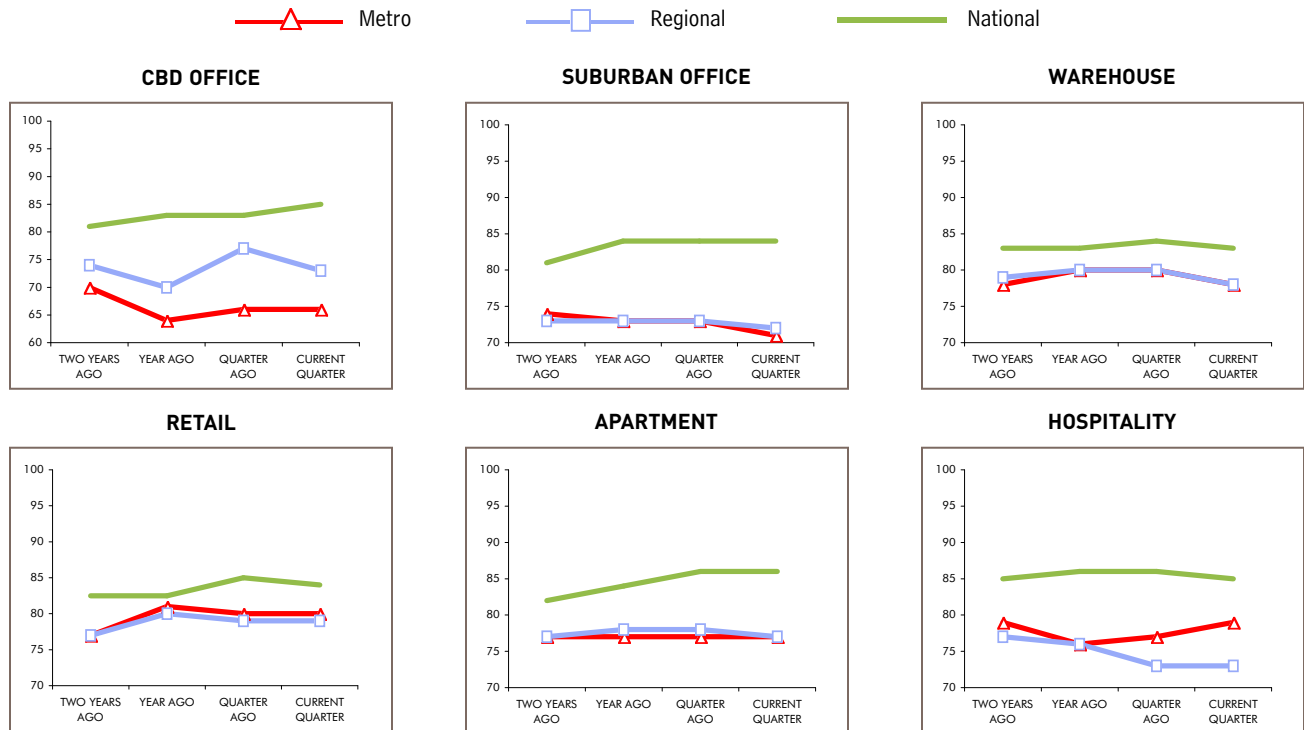 Metro Regional National
CBD OFFICE
100
95
90
85
80
75
70
65
60
TWO YEARS AGO
YEAR AGO
QUARTER AGO
CURRENT QUARTER
SUBURBAN OFFICE
100
95
90
85
80
75
70
TWO YEARS AGO
YEAR AGO
QUARTER AGO
CURRENT QUARTER
WAREHOUSE
100
95
90
85
80
75
70
TWO YEARS AGO
YEAR AGO
QUARTER AGO
CURRENT QUARTER
RETAIL
100
95
90
85
80
75
70
TWO YEARS AGO
YEAR AGO
QUARTER AGO
CURRENT QUARTER
APARTMENT
100
95
90
85
80
75
70
TWO YEARS AGO
YEAR AGO
QUARTER AGO
CURRENT QUARTER
HOSPITALITY
100
95
90
85
80
75
70
TWO YEARS AGO
YEAR AGO
QUARTER AGO
CURRENT QUARTER